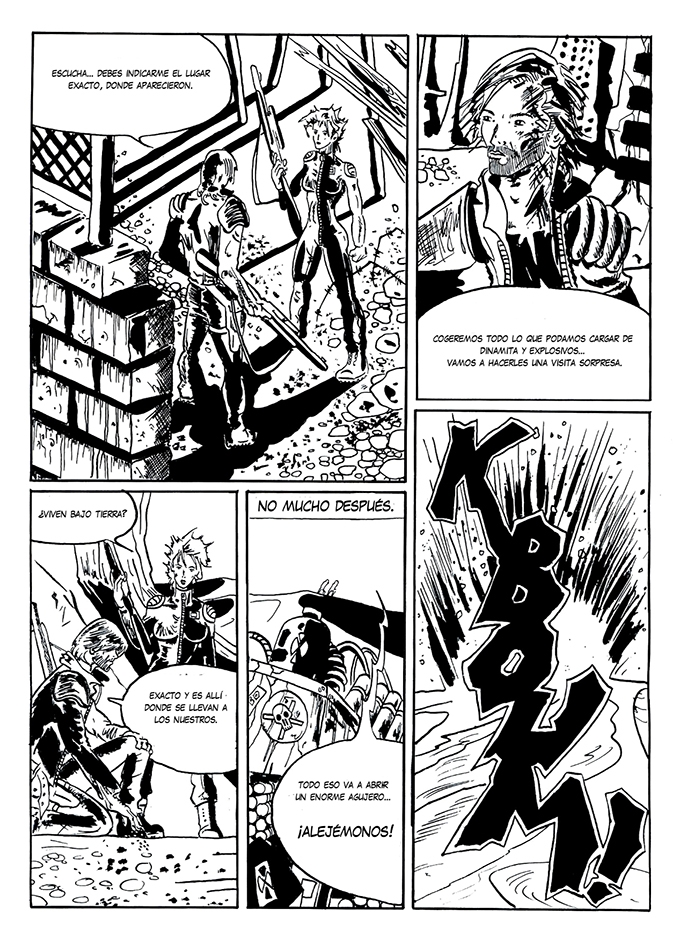 ESCUCHA... DEBES INDICARME EL LUGAR
EXACTO, DONDE APARECIERON.
COGEREMOS TODO LO QUE PODAMOS CARGAR DE
DINAMITA Y EXPLOSIVOS...
VAMOS A HACERLES UNA VISITA SORPRESA.
¿VIVEN BAJO TIERRA?
EXACTO Y ES ALLÍ
DONDE SE LLEVAN A
LOS NUESTROS.
NO MUCHO DESPUÉS.
TODO ESO VA A ABRIR
UN ENORME AGUJERO...
¡ALEJÉMONOS!
KBOUM!